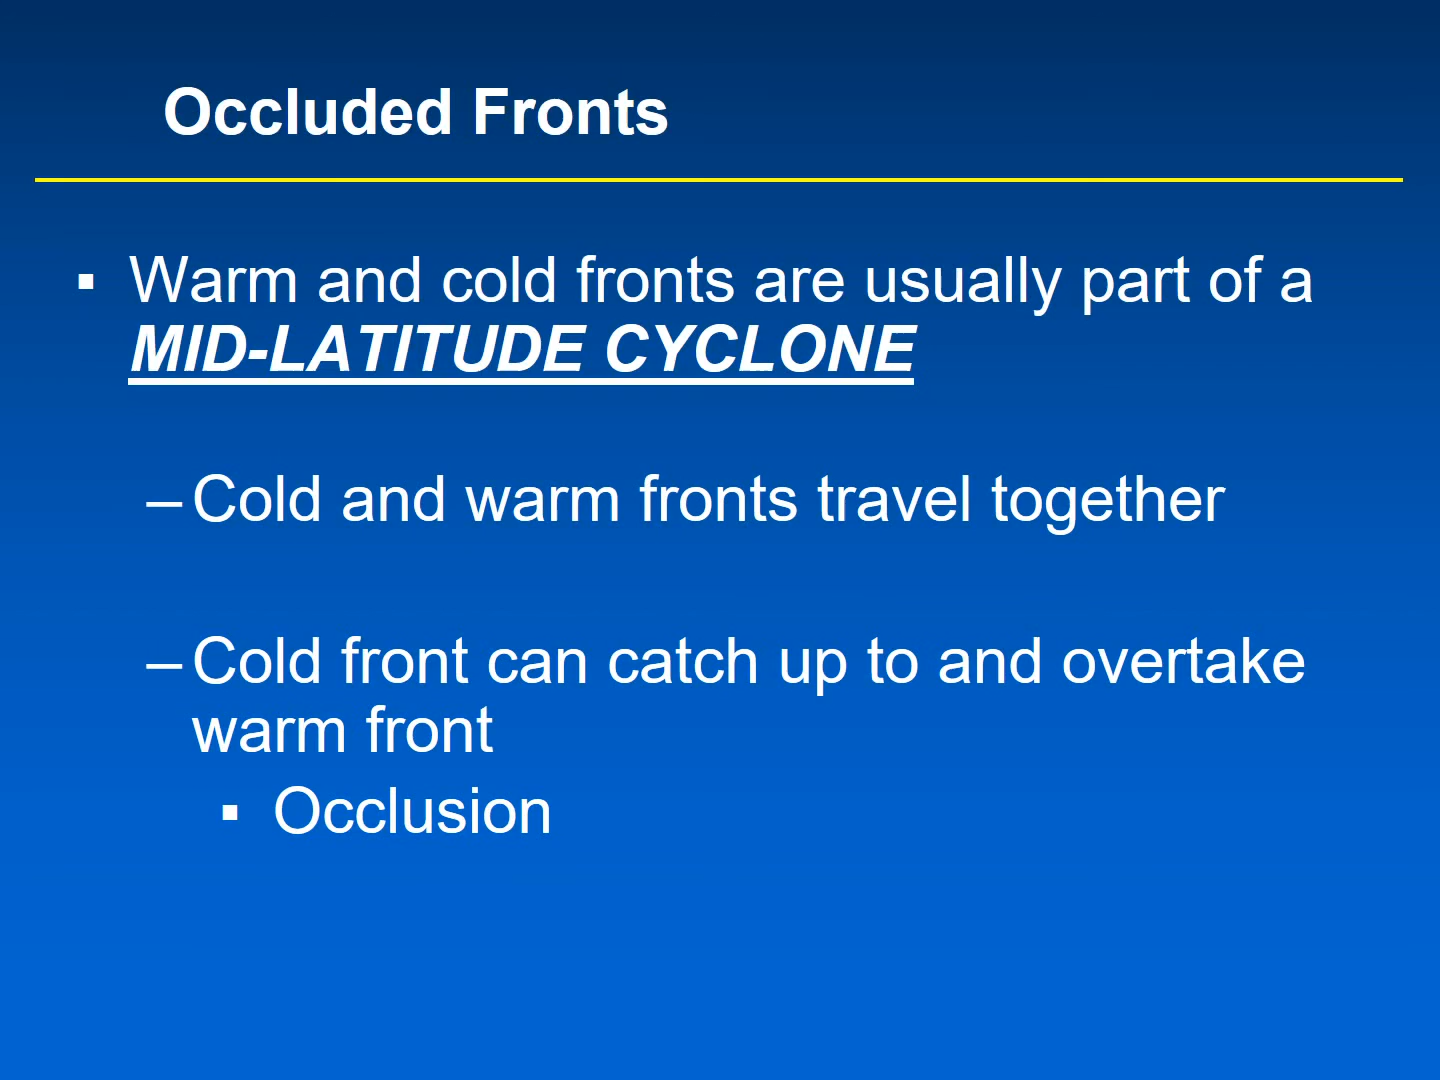 Occluded Fronts
▪ Warm and cold fronts are usually part of a
MID-LATITUDE CYCLONE
–Cold and warm fronts travel together
–Cold front can catch up to and overtake
warm front
▪ Occlusion